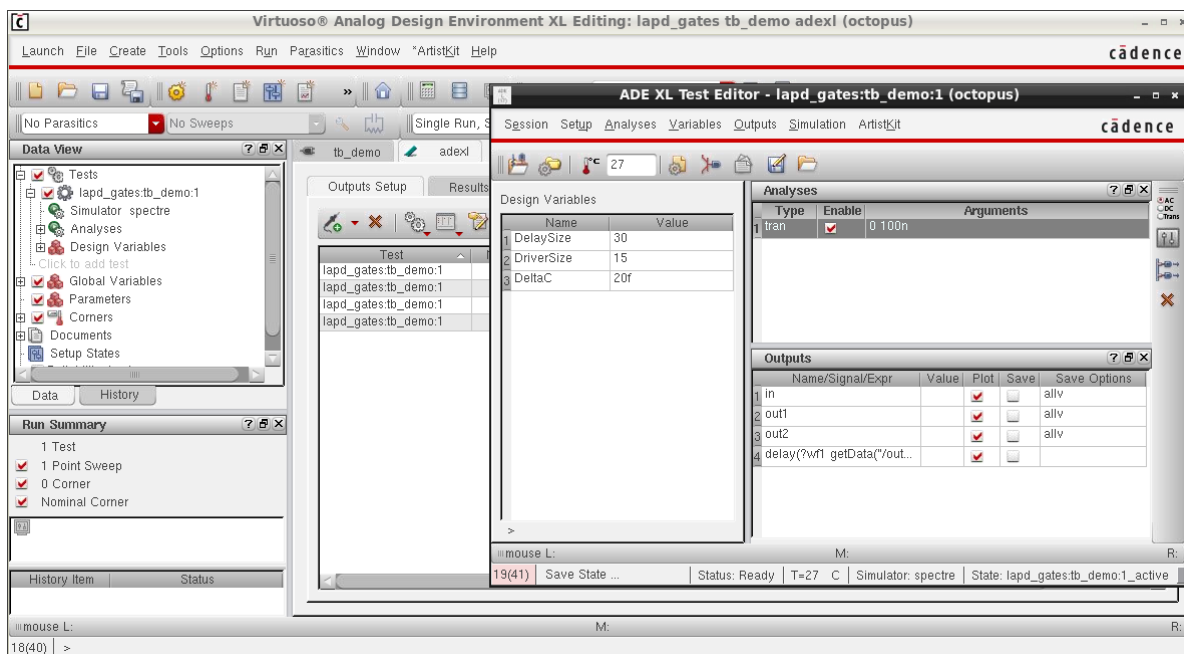 Virtuoso® Analog Design Environment XL Editing: lapd_gates tb_demo adexl (octopus)
Launch File Create Tools Options Run Parasitics Window *ArtistKit Help
cādence
»
No Parasitics
No Sweeps
Single Run, S
Data View
Tests
lapd_gates:tb_demo:1
Simulator spectre
Analyses
Design Variables
Click to add test
Global Variables
Parameters
Corners
Documents
Setup States
Data History
Run Summary
1 Test
1 Point Sweep
0 Corner
Nominal Corner
History Item Status
tb_demo adexl
Outputs Setup Results
Test
lapd_gates:tb_demo:1
lapd_gates:tb_demo:1
lapd_gates:tb_demo:1
lapd_gates:tb_demo:1
mouse L: M: R:
18(40) >
ADE XL Test Editor - lapd_gates:tb_demo:1 (octopus)
Session Setup Analyses Variables Outputs Simulation ArtistKit
cādence
°C 27
Design Variables
Name Value
1 DelaySize 30
2 DriverSize 15
3 DeltaC 20f
>
Analyses
Type Enable Arguments
1 tran 0 100n
AC
DC
Trans
Outputs
Name/Signal/Expr Value Plot Save Save Options
1 in allv
2 out1 allv
3 out2 allv
4 delay(?wf1 getData("/out...
mouse L: M: R:
19(41) Save State ... Status: Ready T=27 C Simulator: spectre State: lapd_gates:tb_demo:1_active